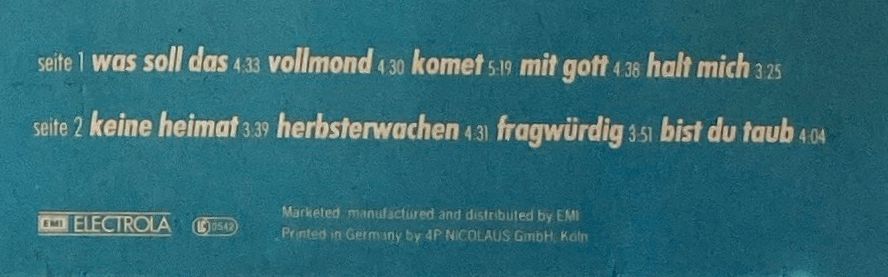 seite 1 was soll das 4:33 vollmond 4.30 komet 5:19 mit gott 4:38 halt mich 3:25
seite 2 keine heimat 3.39 herbsterwachen 4:31 fragwürdig 3:51 bist du taub 4:04
EMI ELECTROLA LC 0542 Marketed manufactured and distributed by EMI
Printed in Germany by 4P NICOLAUS GmbH, Köln